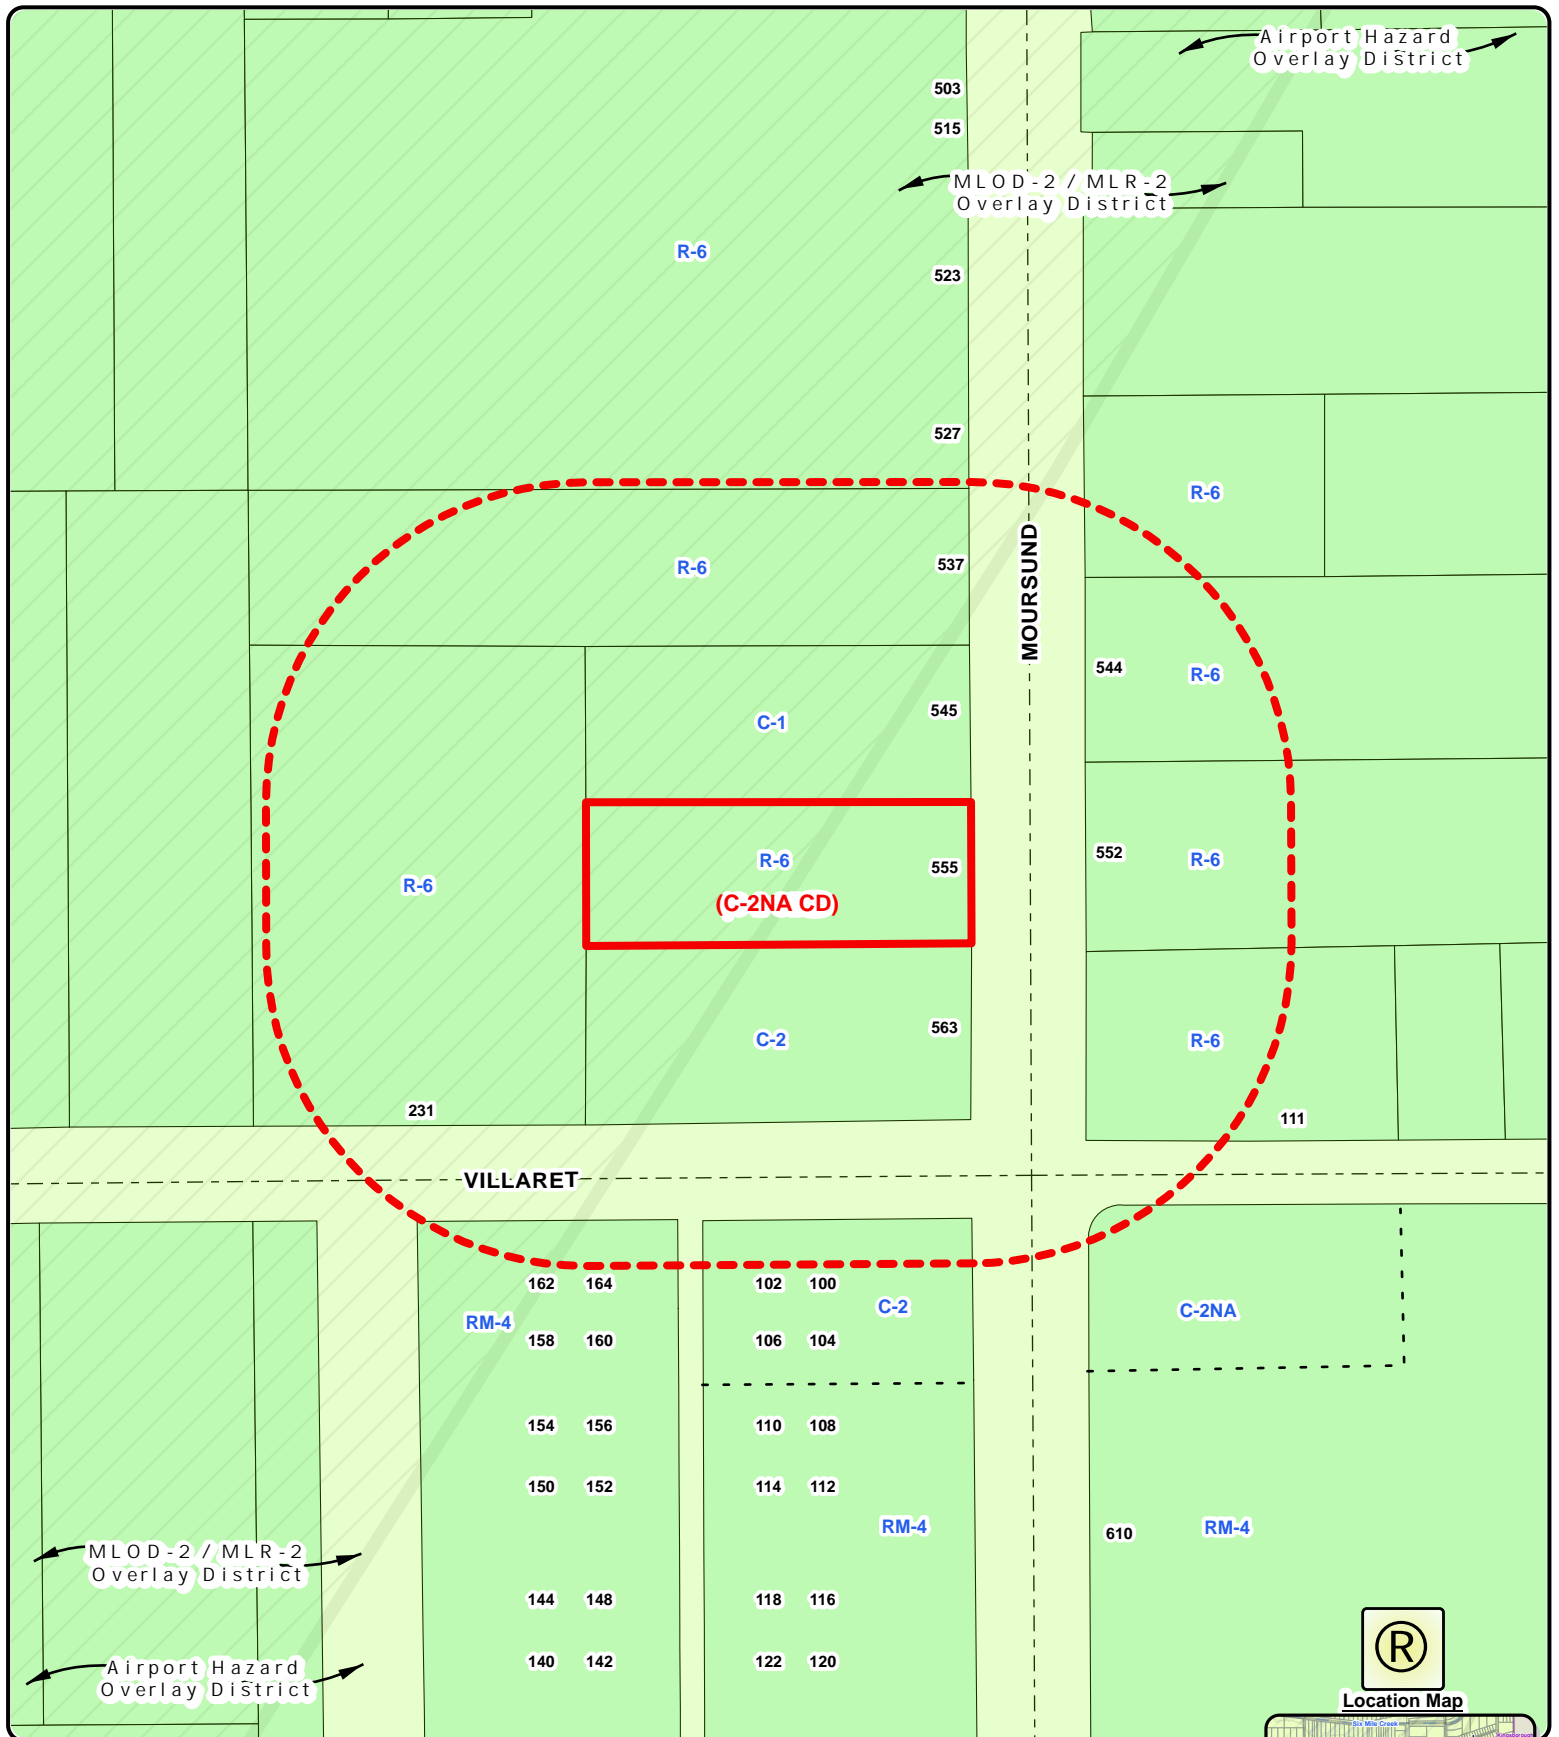 Airport Hazard
Overlay District
503
515
MLOD-2 / MLR-2
Overlay District
R-6
523
527
R-6
MOURSUND
R-6
537
544
R-6
545
C-1
552
R-6
R-6
555
R-6
(C-2NA CD)
563
C-2
R-6
231
111
VILLARET
162 164
102 100
C-2
C-2NA
RM-4
158 160
106 104
154 156
110 108
150 152
114 112
RM-4
610
RM-4
MLOD-2 / MLR-2
Overlay District
144 148
118 116
140 142
122 120
Airport Hazard
Overlay District
R
Location Map
Six Mile Creek